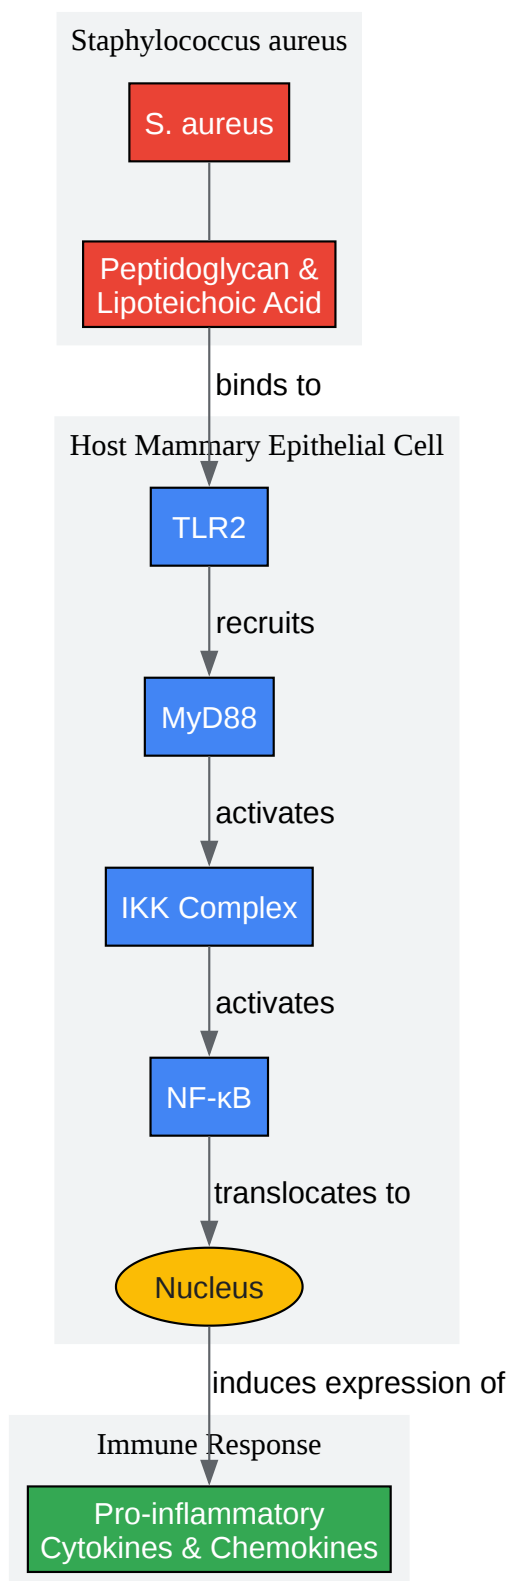 Staphylococcus aureus
S. aureus
Peptidoglycan &
Lipoteichoic Acid
binds to
Host Mammary Epithelial Cell
TLR2
recruits
MyD88
activates
IKK Complex
activates
NF-κB
translocates to
Nucleus
induces expression of
Immune Response
Pro-inflammatory
Cytokines & Chemokines